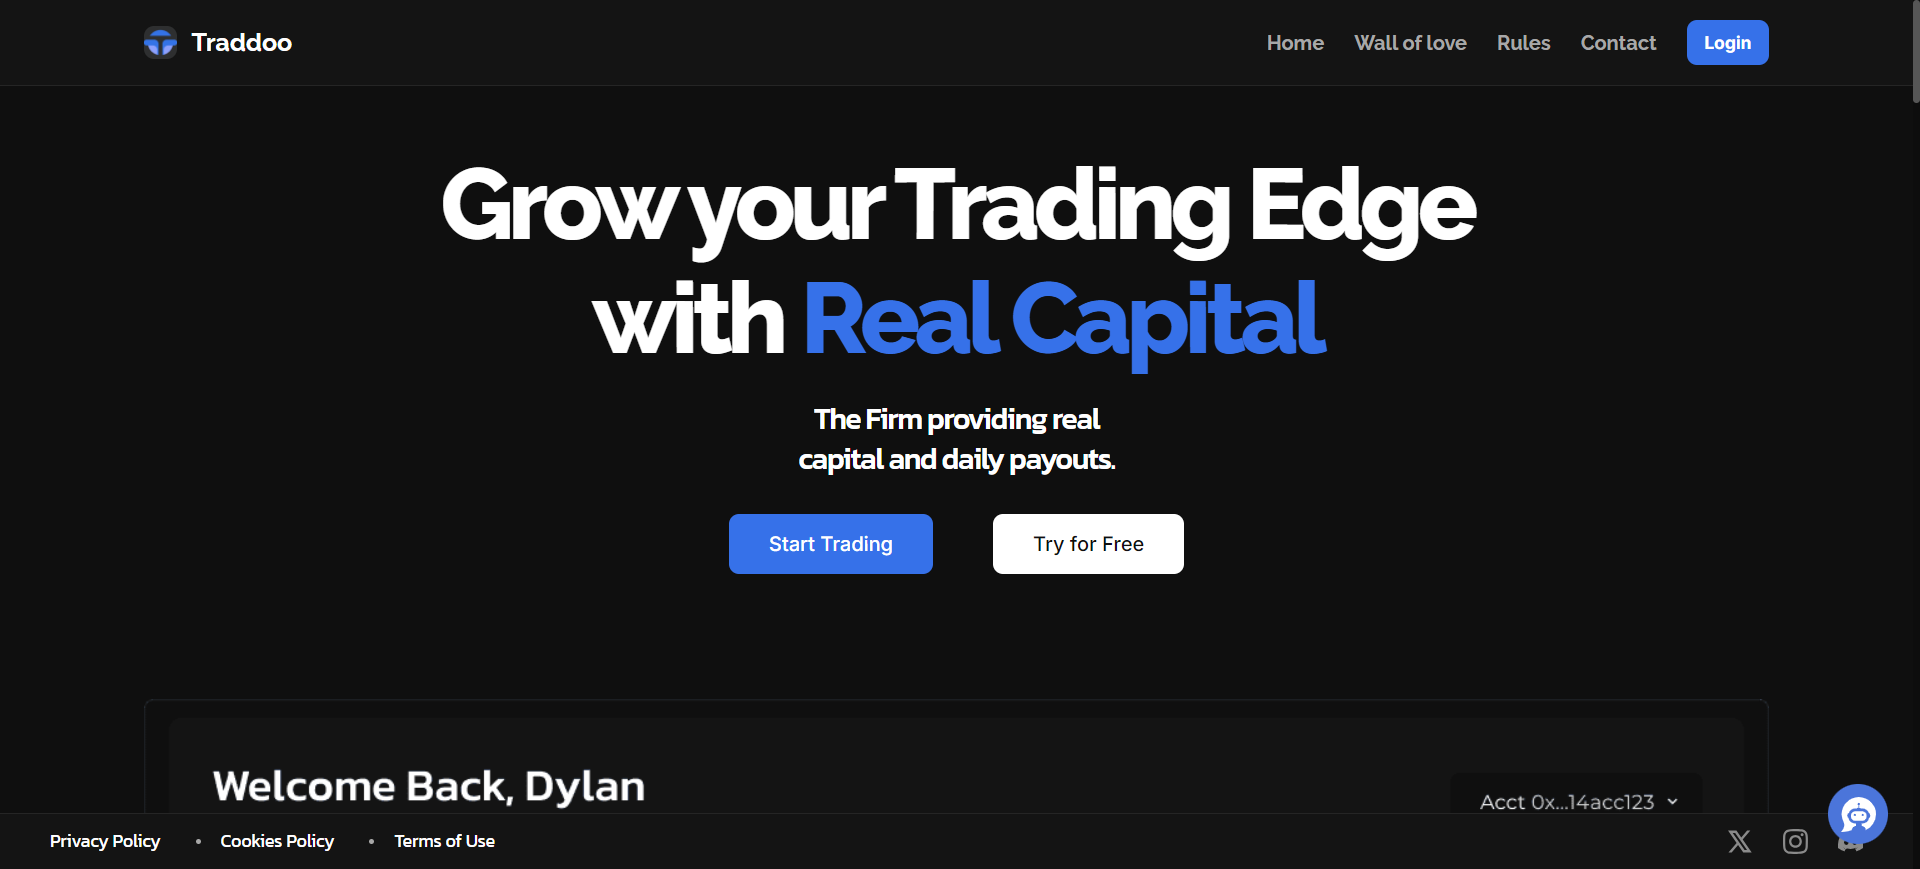 Traddoo
Home
Wall of love
Rules
Contact
Login
Grow your Trading Edge
with Real Capital
The Firm providing real
capital and daily payouts.
Start Trading
Try for Free
Welcome Back, Dylan
Acct 0x...14acc123
Privacy Policy
Cookies Policy
Terms of Use